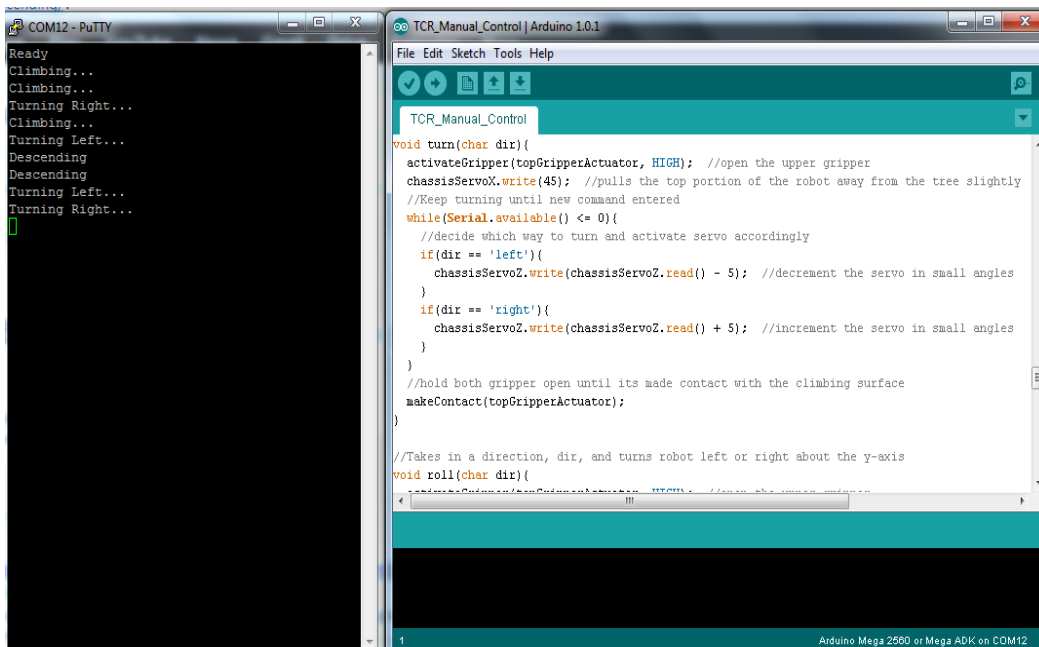 COM12 - PuTTY
Ready
Climbing...
Climbing...
Turning Right...
Climbing...
Turning Left...
Descending
Descending
Turning Left...
Turning Right...
TCR_Manual_Control | Arduino 1.0.1
File Edit Sketch Tools Help
TCR_Manual_Control
void turn(char dir){
activateGripper(topGripperActuator, HIGH); //open the upper gripper
chassisServoX.write(45); //pulls the top portion of the robot away from the tree slightly
//Keep turning until new command entered
while(Serial.available() <= 0){
//decide which way to turn and activate servo accordingly
if(dir == 'left'){
chassisServoZ.write(chassisServoZ.read() - 5); //decrement the servo in small angles
}
if(dir == 'right'){
chassisServoZ.write(chassisServoZ.read() + 5); //increment the servo in small angles
}
}
//hold both gripper open until its made contact with the climbing surface
makeContact(topGripperActuator);
}
//Takes in a direction, dir, and turns robot left or right about the y-axis
void roll(char dir){
1
Arduino Mega 2560 or Mega ADK on COM12